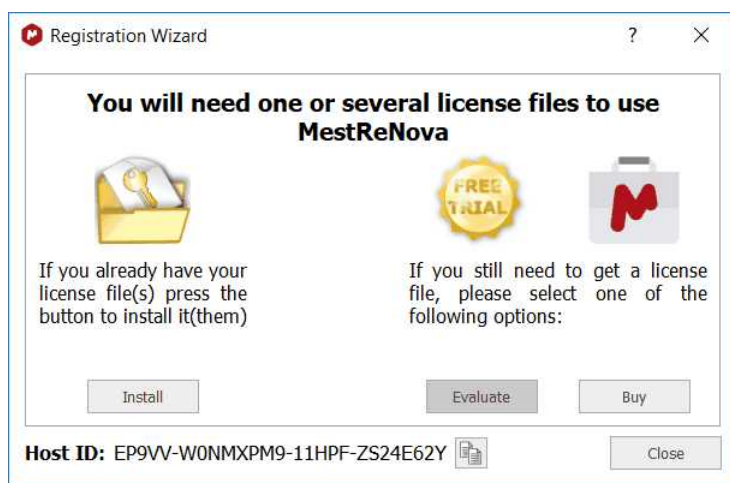 Registration Wizard
?
You will need one or several license files to use
MestReNova
FREE
TRIAL
If you already have your
license file(s) press the
button to install it(them)
If you still need to get a license
file, please select one of the
following options:
Install
Evaluate
Buy
Host ID: EP9VV-W0NMXPM9-11HPF-ZS24E62Y
Close